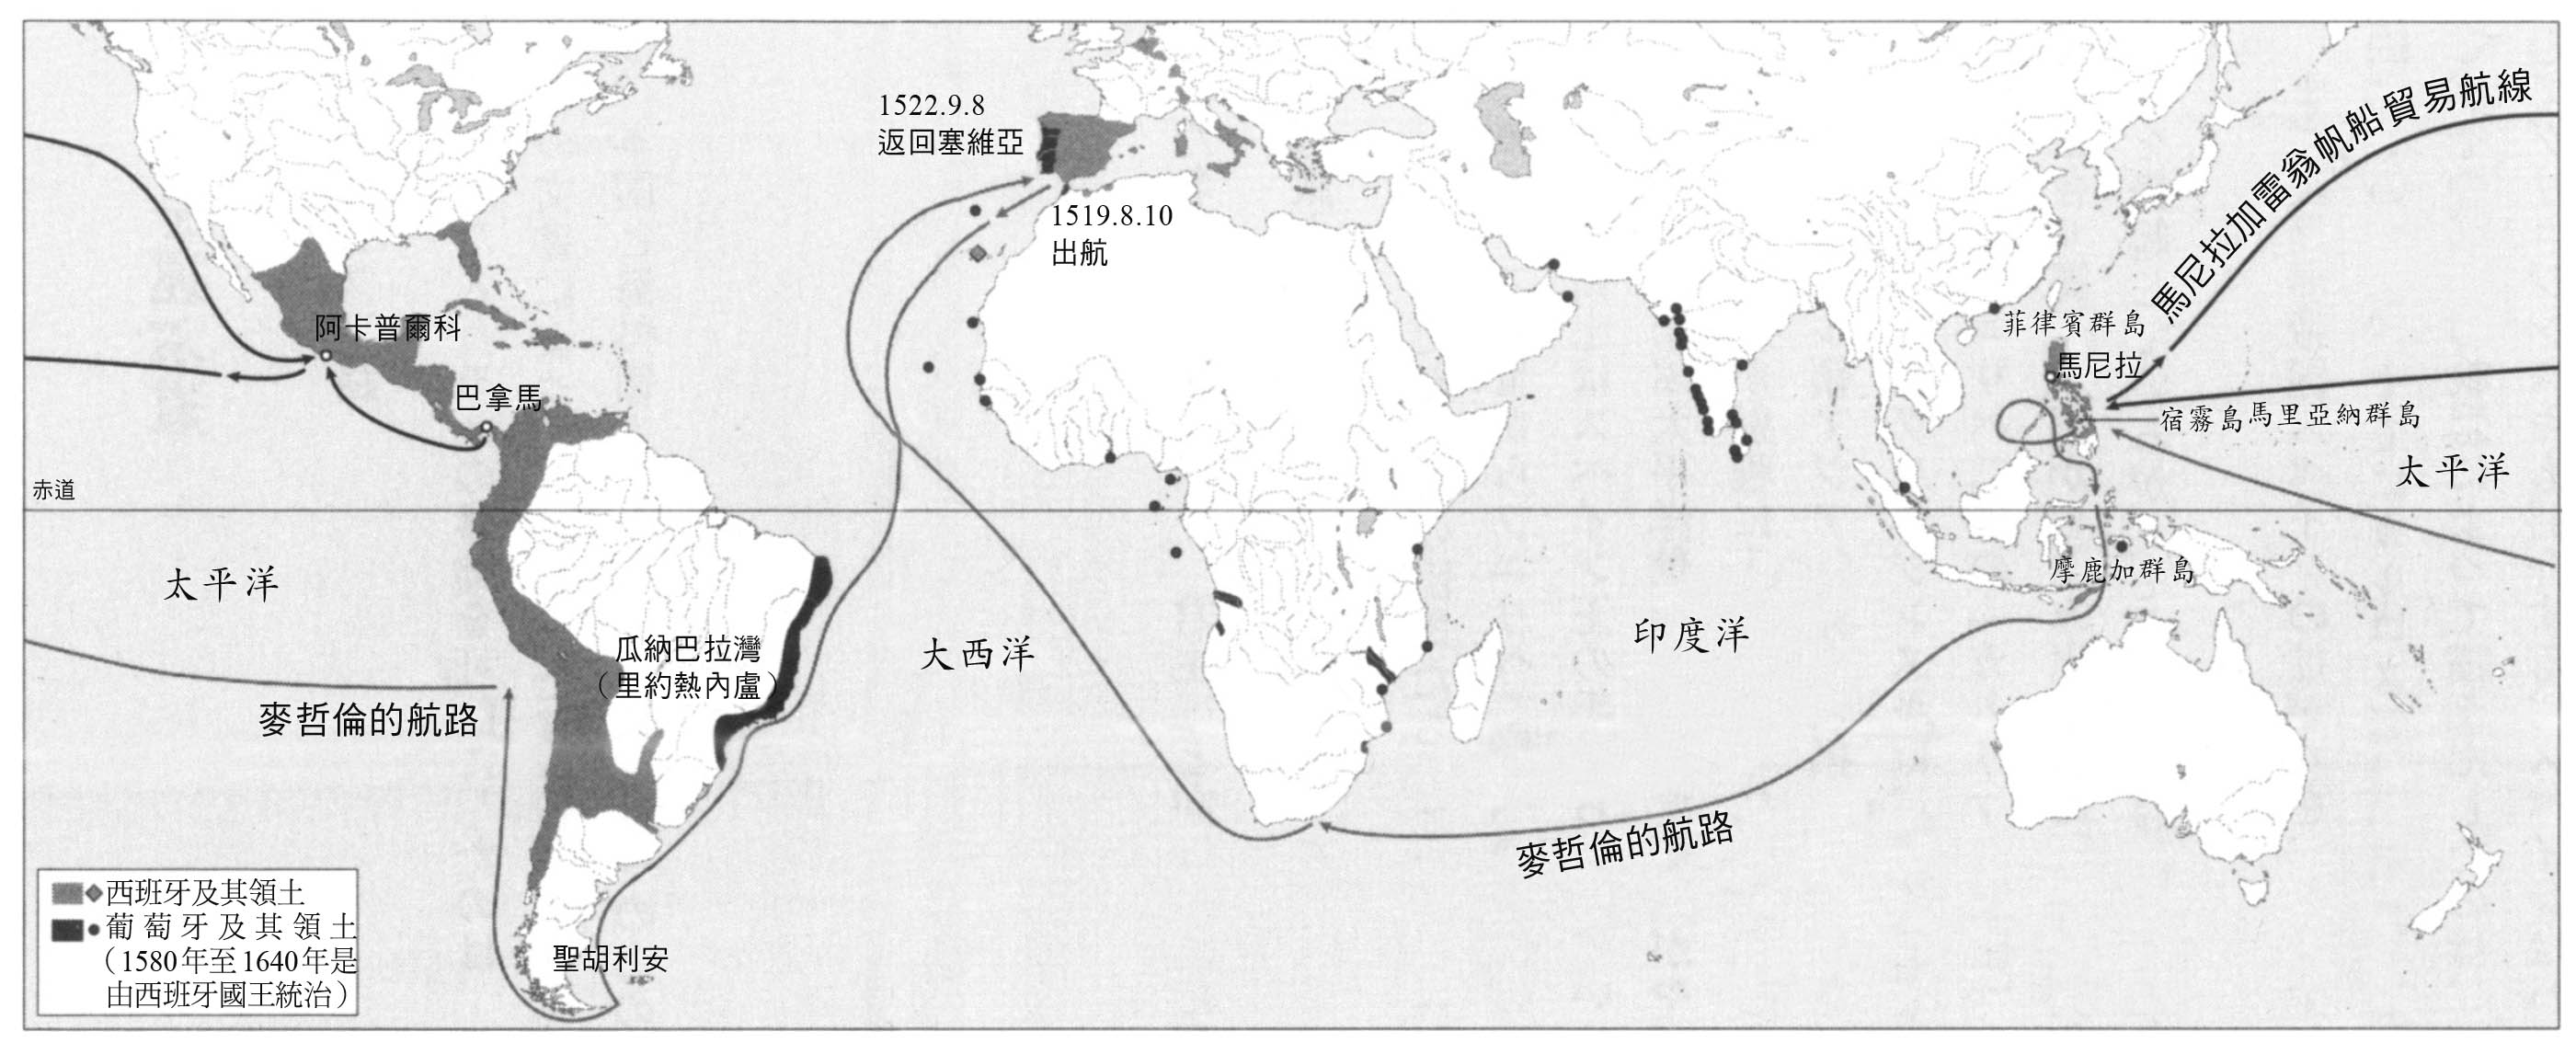 1522.9.8
返回塞維亞
1519.8.10
出航
馬尼拉加雷翁帆船貿易航線
阿卡普爾科
巴拿馬
菲律賓群島
馬尼拉
宿霧島
馬里亞納群島
太平洋
赤道
太平洋
摩鹿加群島
瓜納巴拉灣
（里約熱內盧）
大西洋
印度洋
麥哲倫的航路
麥哲倫的航路
聖胡利安
西班牙及其領土
葡萄牙及其領土
（1580年至1640年是
由西班牙國王統治）